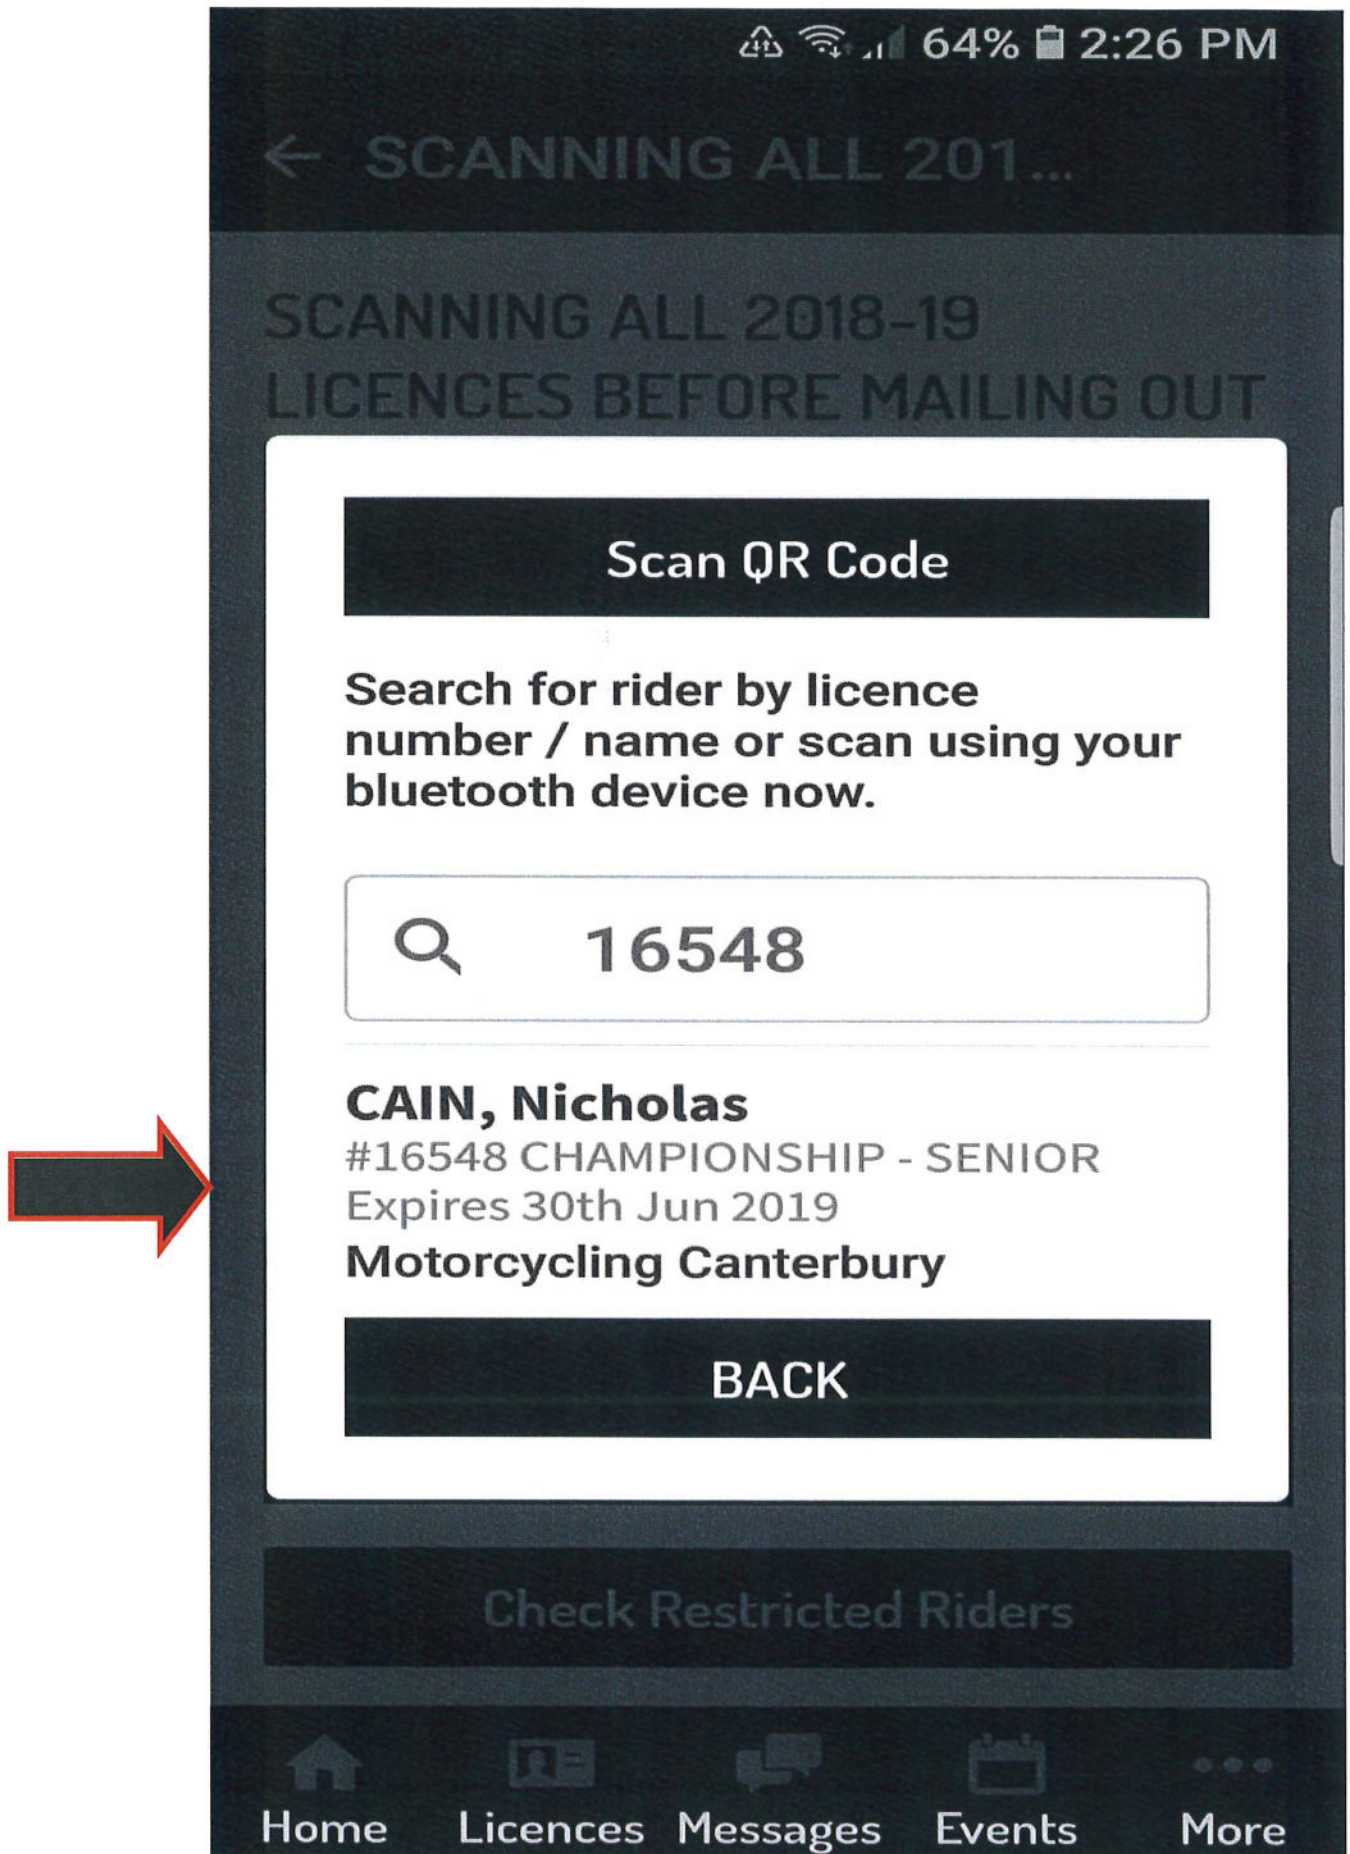 64% 2:26 PM
← SCANNING ALL 201...
SCANNING ALL 2018-19
LICENCES BEFORE MAILING OUT
Scan QR Code
Search for rider by licence
number / name or scan using your
bluetooth device now.
16548
CAIN, Nicholas
#16548 CHAMPIONSHIP - SENIOR
Expires 30th Jun 2019
Motorcycling Canterbury
BACK
Check Restricted Riders
Home Licences Messages Events More